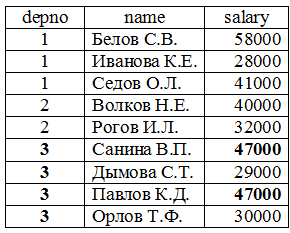 depno name salary
1 Белов С.В. 58000
1 Иванова К.Е. 28000
1 Седов О.Л. 41000
2 Волков Н.Е. 40000
2 Рогов И.Л. 32000
3 Санина В.П. 47000
3 Дымова С.Т. 29000
3 Павлов К.Д. 47000
3 Орлов Т.Ф. 30000